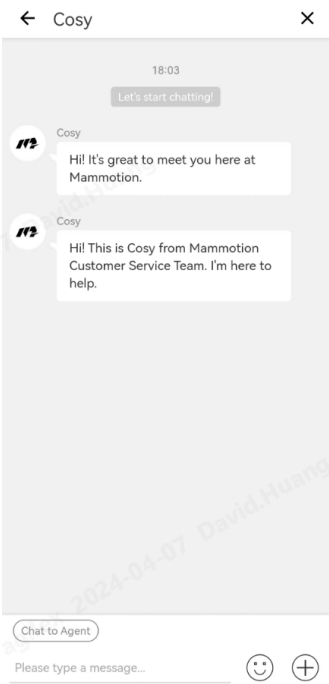 Cosy
18:03
Let's start chatting!
Cosy
Hi! It's great to meet you here at
Mammotion.
Cosy
Hi! This is Cosy from Mammotion
Customer Service Team. I'm here to
help.
2024-04-07 David.Huang
Chat to Agent
Please type a message...